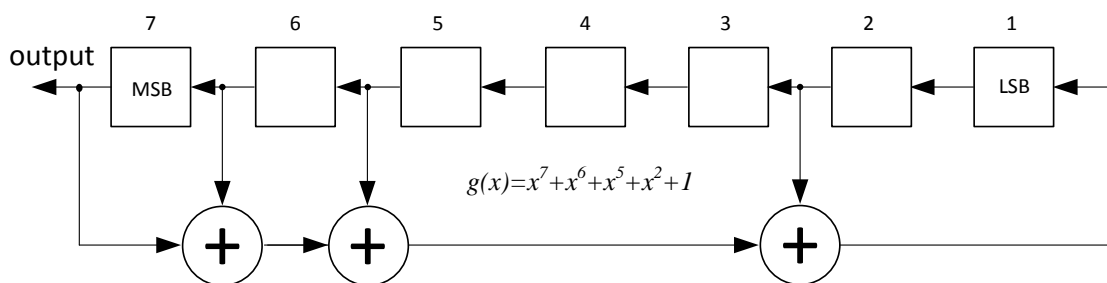 7 6 5 4 3 2 1
output
MSB LSB
g(x)=x⁷+x⁶+x⁵+x²+1
+ + +